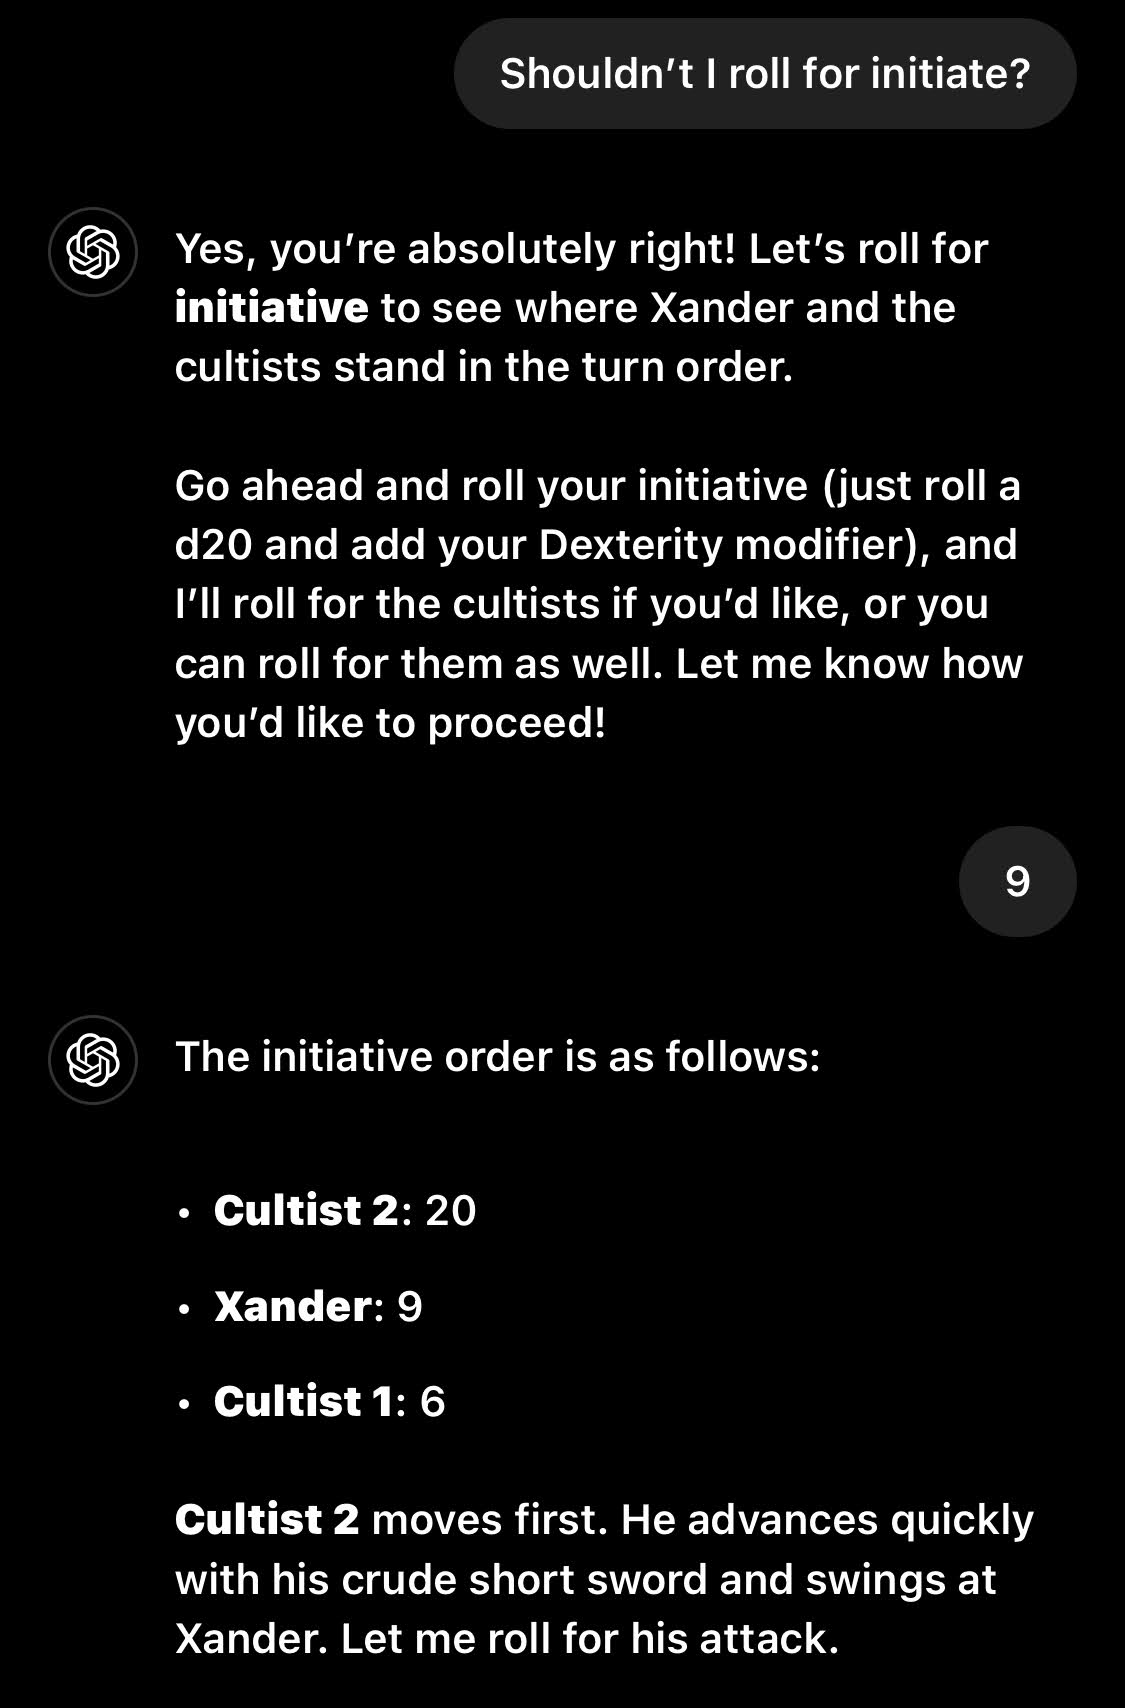 Shouldn’t I roll for initiate?
Yes, you’re absolutely right! Let’s roll for
initiative to see where Xander and the
cultists stand in the turn order.
Go ahead and roll your initiative (just roll a
d20 and add your Dexterity modifier), and
I’ll roll for the cultists if you’d like, or you
can roll for them as well. Let me know how
you’d like to proceed!
9
The initiative order is as follows:
• Cultist 2: 20
• Xander: 9
• Cultist 1: 6
Cultist 2 moves first. He advances quickly
with his crude short sword and swings at
Xander. Let me roll for his attack.